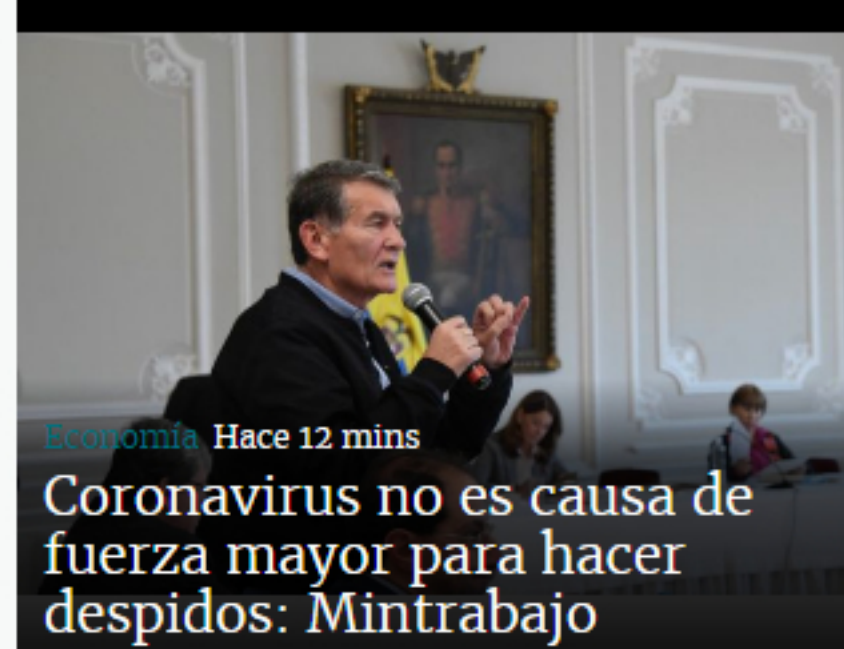 Economía Hace 12 mins
Coronavirus no es causa de
fuerza mayor para hacer
despidos: Mintrabajo